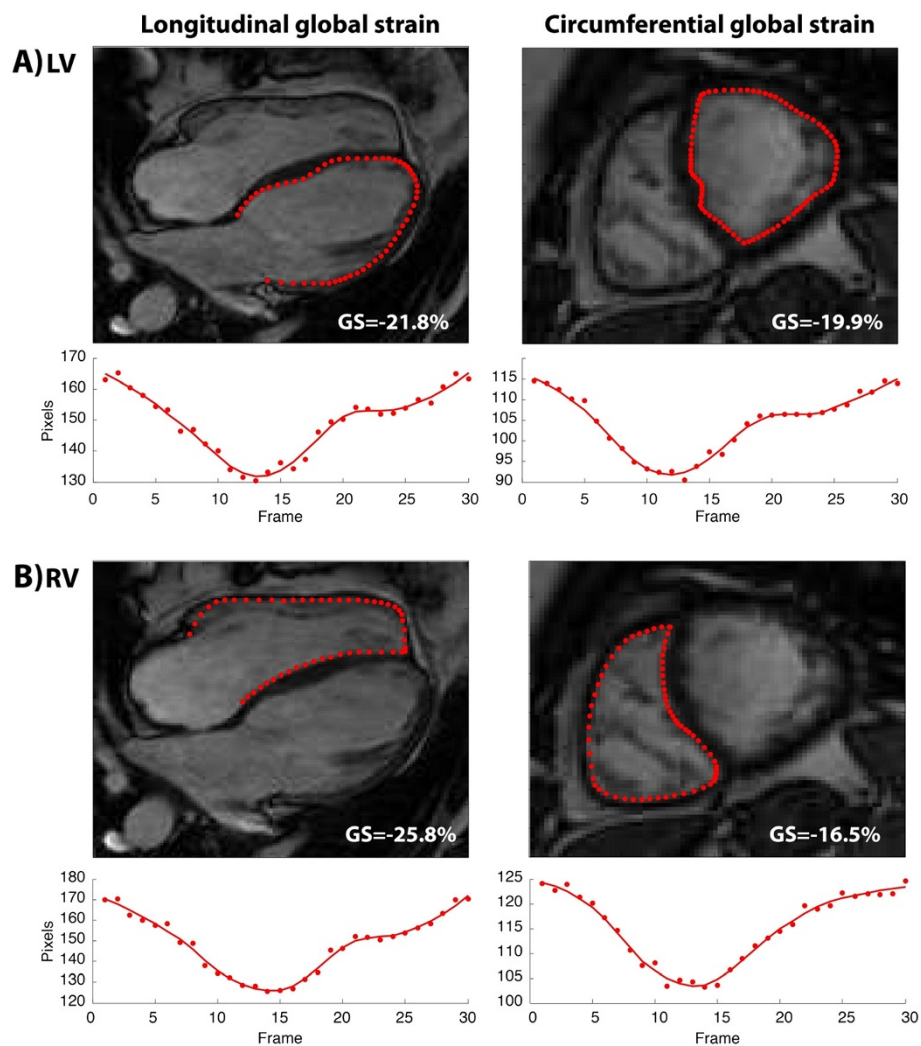 Longitudinal global strain
Circumferential global strain
A) LV
GS=-21.8%
GS=-19.9%
170
160
150
140
130
Pixels
0 5 10 15 20 25 30
Frame
115
110
105
100
95
90
0 5 10 15 20 25 30
Frame
B) RV
GS=-25.8%
GS=-16.5%
180
170
160
150
140
130
120
Pixels
0 5 10 15 20 25 30
Frame
125
120
115
110
105
100
0 5 10 15 20 25 30
Frame